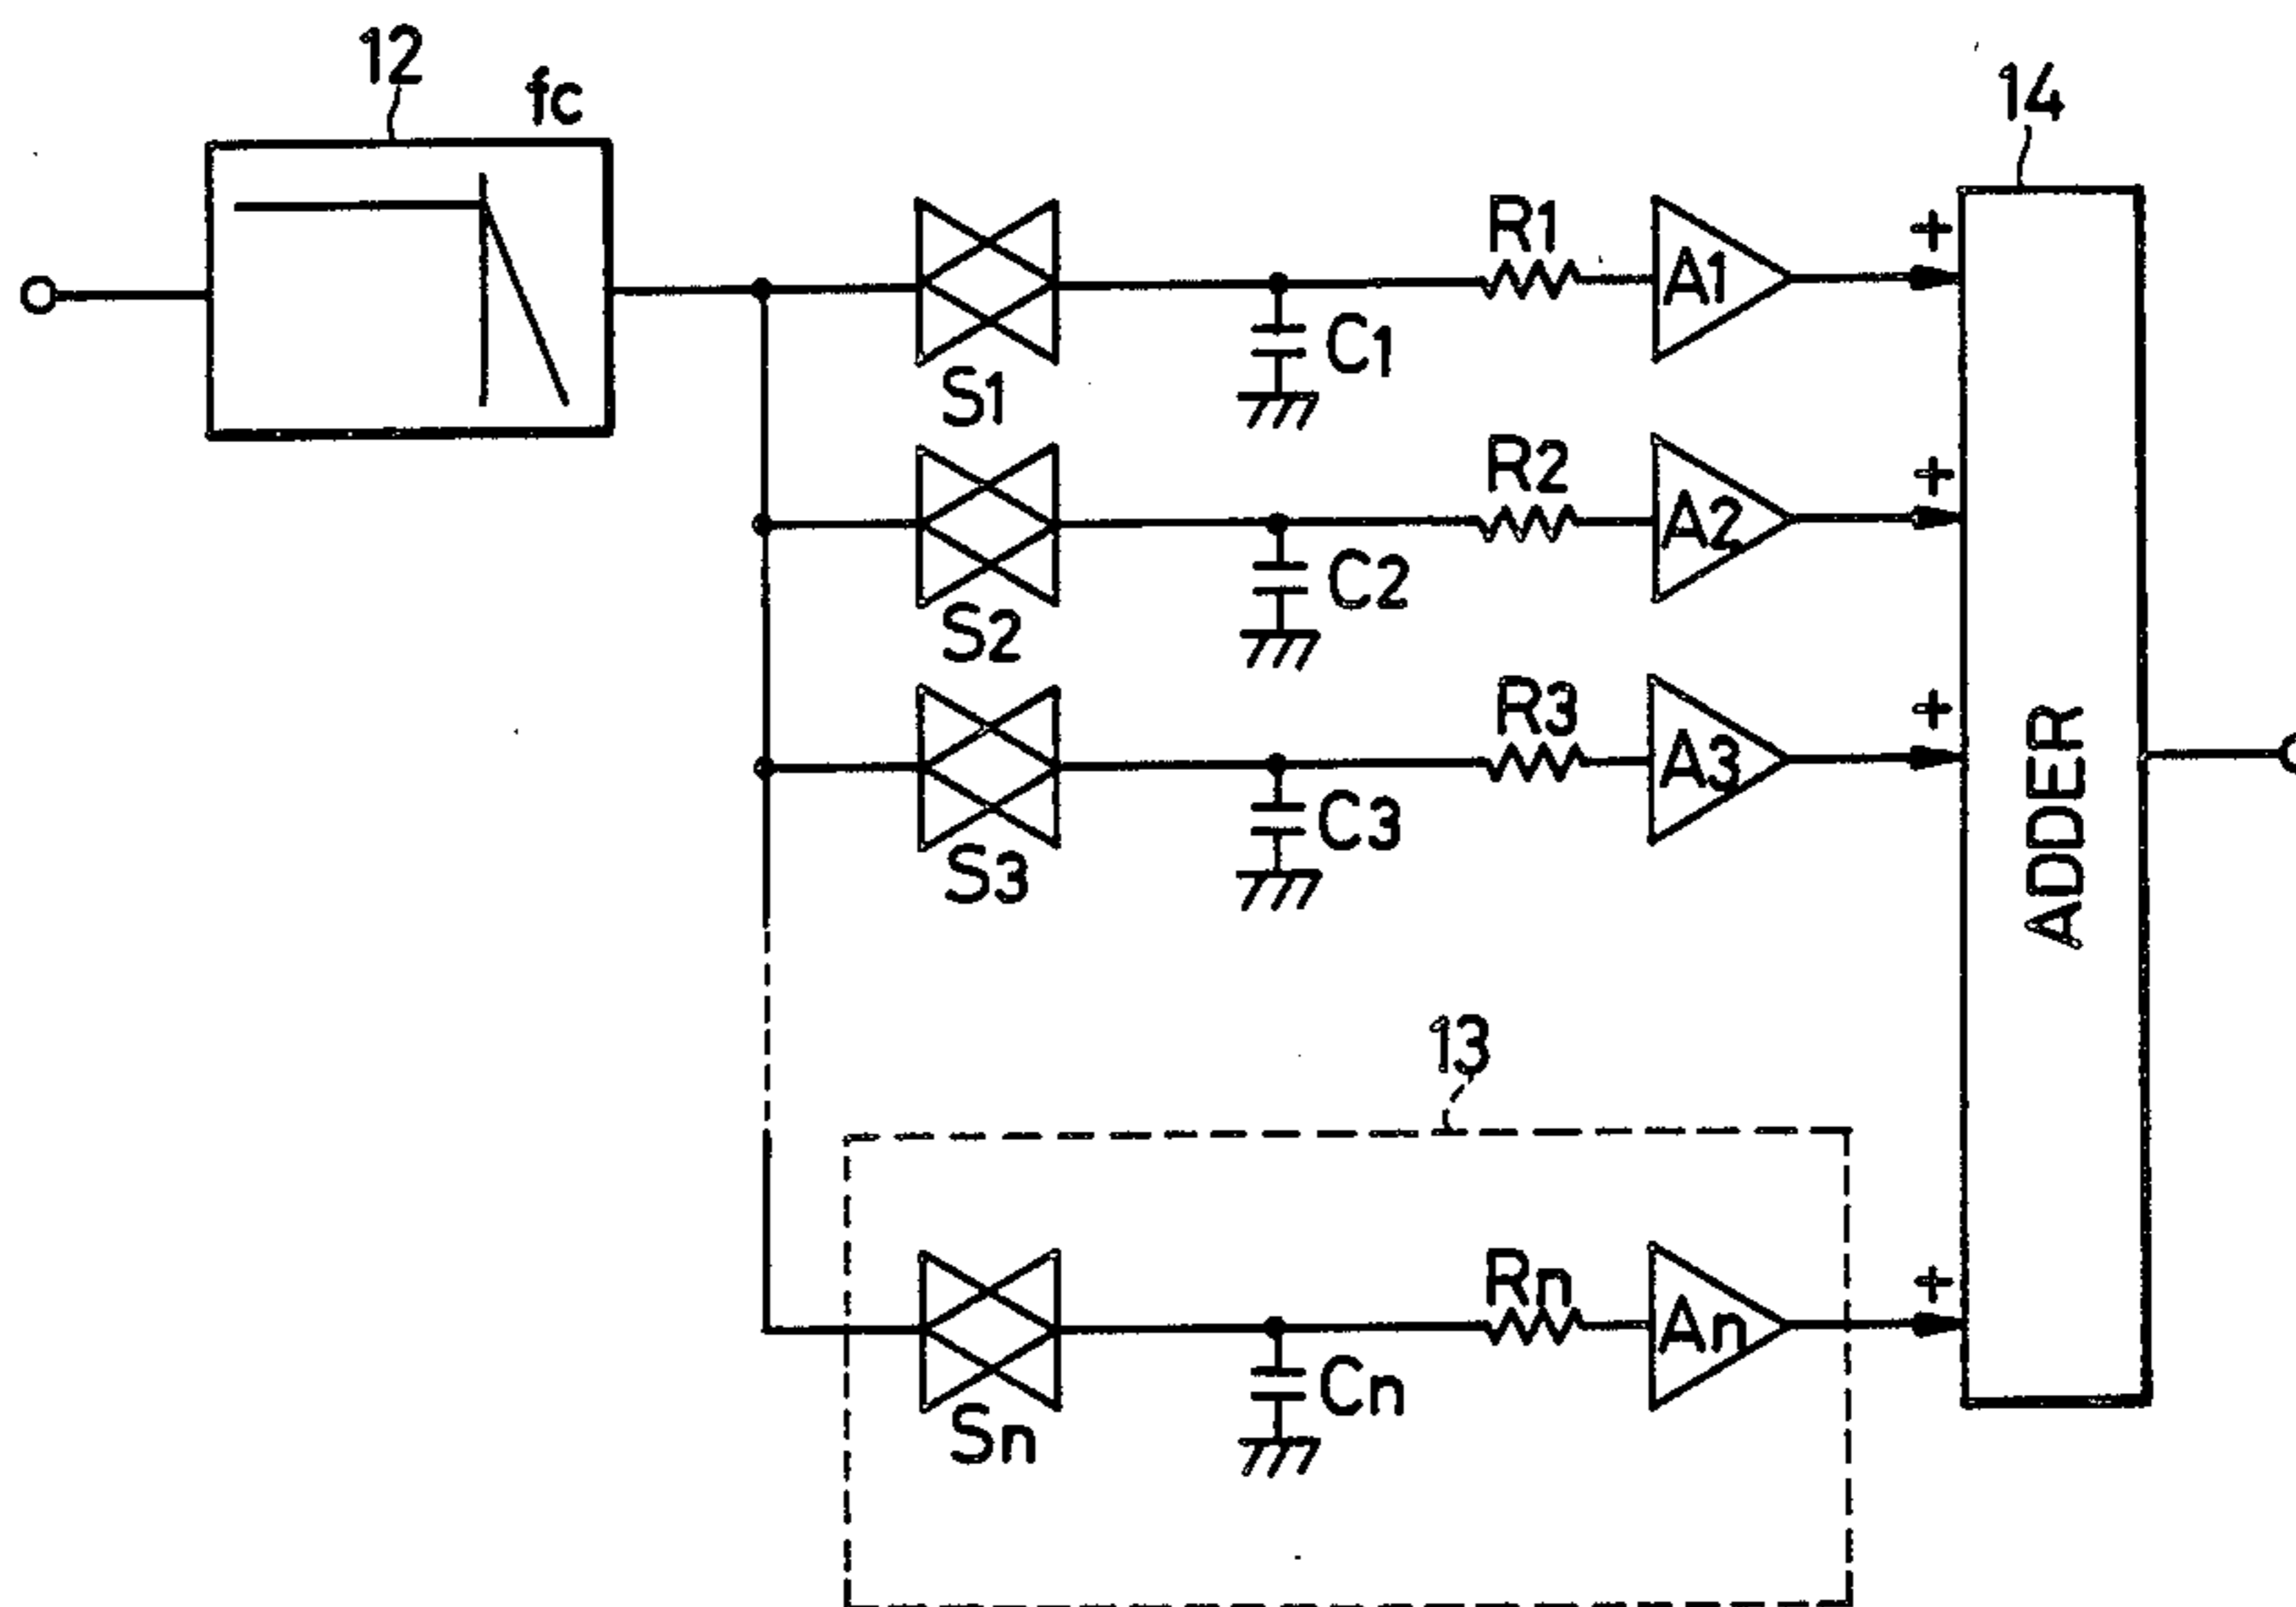 12
fc
14
R1
A1
+
C1
S1
R2
A2
+
C2
S2
R3
A3
+
C3
S3
ADDER
13
Rn
An
+
Cn
Sn